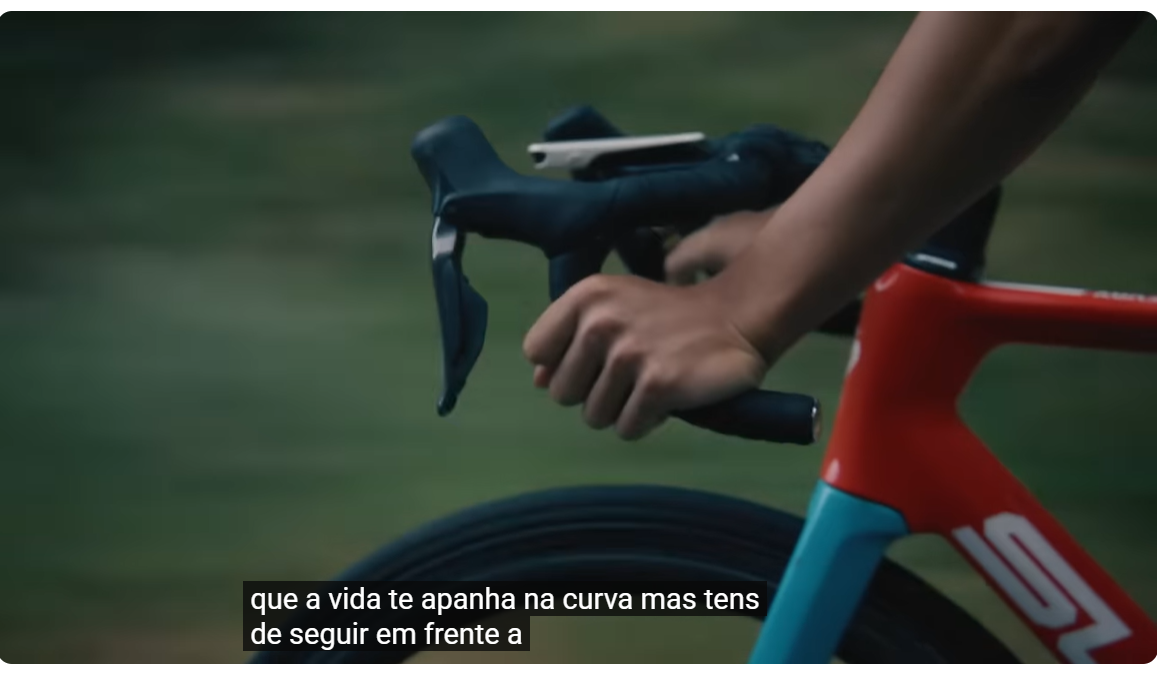 que a vida te apanha na curva mas tens
de seguir em frente a